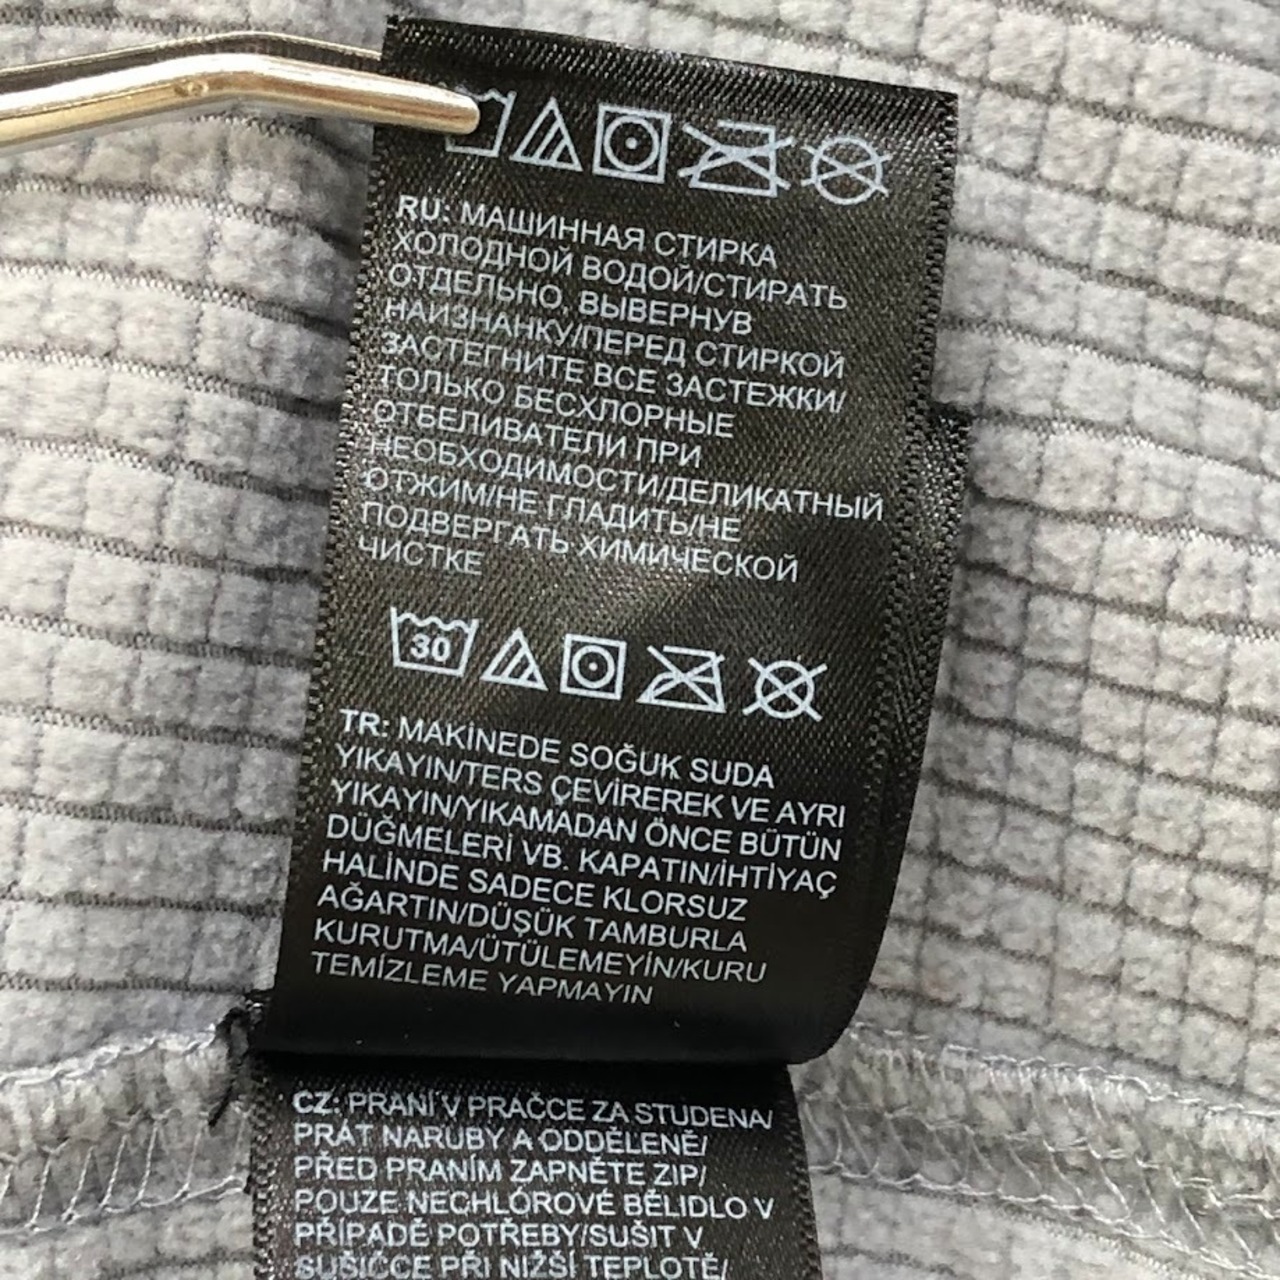 RU: МАШИННАЯ СТИРКА
ХОЛОДНОЙ ВОДОЙ/СТИРАТЬ
ОТДЕЛЬНО, ВЫВЕРНУВ
НАИЗНАНКУ/ПЕРЕД СТИРКОЙ
ЗАСТЕГНИТЕ ВСЕ ЗАСТЕЖКИ/
ТОЛЬКО БЕСХЛОРНЫЕ
ОТБЕЛИВАТЕЛИ ПРИ
НЕОБХОДИМОСТИ/ДЕЛИКАТНЫЙ
ОТЖИМ/НЕ ГЛАДИТЬ/НЕ
ПОДВЕРГАТЬ ХИМИЧЕСКОЙ
ЧИСТКЕ
30
TR: MAKİNEDE SOĞUK SUDA
YIKAYIN/TERS ÇEVİREREK VE AYRI
YIKAYIN/YIKAMADAN ÖNCE BÜTÜN
DÜĞMELERİ VB. KAPATIN/İHTİYAÇ
HALİNDE SADECE KLORSUZ
AĞARTIN/DÜŞÜK TAMBURLA
KURUTMA/ÜTÜLEMEYİN/KURU
TEMİZLEME YAPMAYIN
CZ: PRANÍ V PRAČCE ZA STUDENA/
PRÁT NARUBY A ODDĚLENĚ/
PŘED PRANÍM ZAPNĚTE ZIP/
POUZE NECHLÓROVÉ BĚLIDLO V
PŘÍPADĚ POTŘEBY/SUŠIT V
SUŠIČCE PŘI NIŽŠÍ TEPLOTĚ/